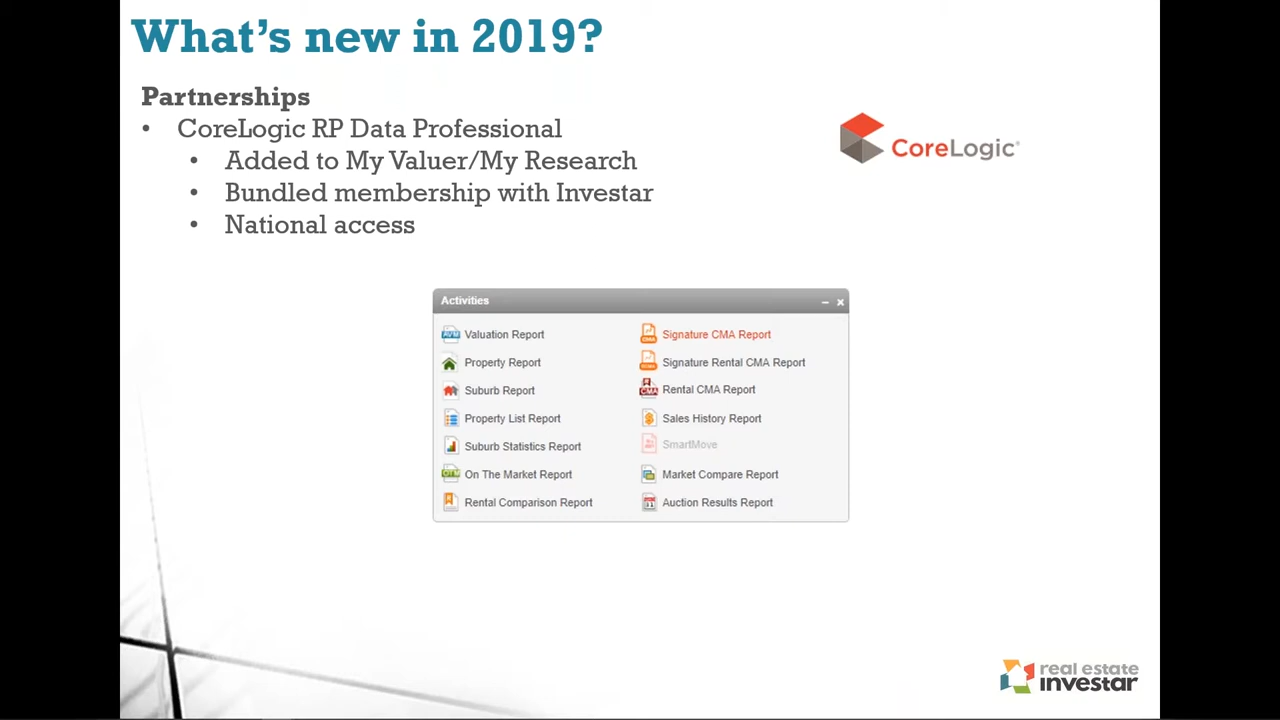 What's new in 2019?
Partnerships
• CoreLogic RP Data Professional
• Added to My Valuer/My Research
• Bundled membership with Investar
• National access
CoreLogic®
Activities
Valuation Report
Property Report
Suburb Report
Property List Report
Suburb Statistics Report
On The Market Report
Rental Comparison Report
Signature CMA Report
Signature Rental CMA Report
Rental CMA Report
Sales History Report
SmartMove
Market Compare Report
Auction Results Report
real estate
investar